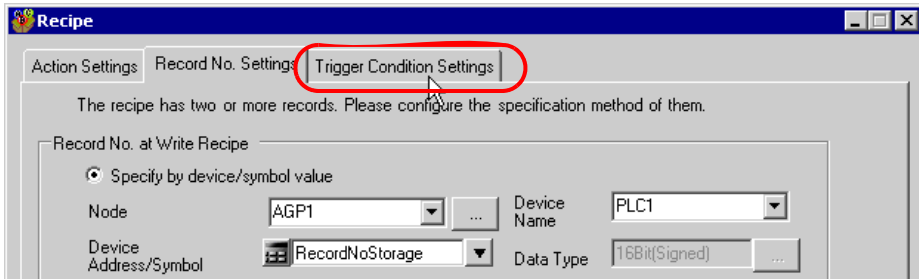 Recipe
Action Settings Record No. Settings Trigger Condition Settings
The recipe has two or more records. Please configure the specification method of them.
Record No. at Write Recipe
Specify by device/symbol value
Node AGP1 ... Device Name PLC1
Device Address/Symbol RecordNoStorage Data Type 16Bit(Signed) ...